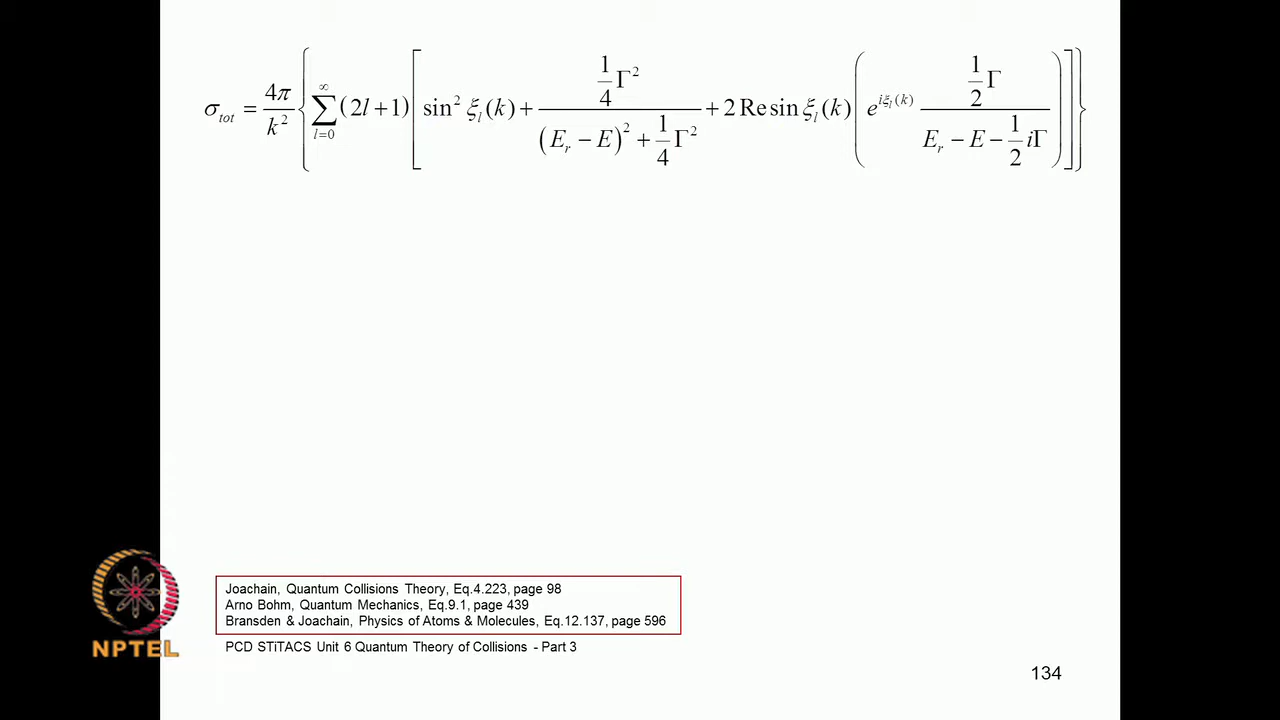 σ_tot = 4π/k² { ∑_{l=0}^{∞} (2l+1) [ sin² ξ_l(k) + (1/4 Γ²)/((E_r − E)² + 1/4 Γ²) + 2 Re sin ξ_l(k) ( e^{iξ_l(k)} (1/2 Γ)/(E_r − E − 1/2 iΓ) ) ] }
Joachain, Quantum Collisions Theory, Eq.4.223, page 98
Arno Bohm, Quantum Mechanics, Eq.9.1, page 439
Bransden & Joachain, Physics of Atoms & Molecules, Eq.12.137, page 596
NPTEL
PCD STiTACS Unit 6 Quantum Theory of Collisions - Part 3
134